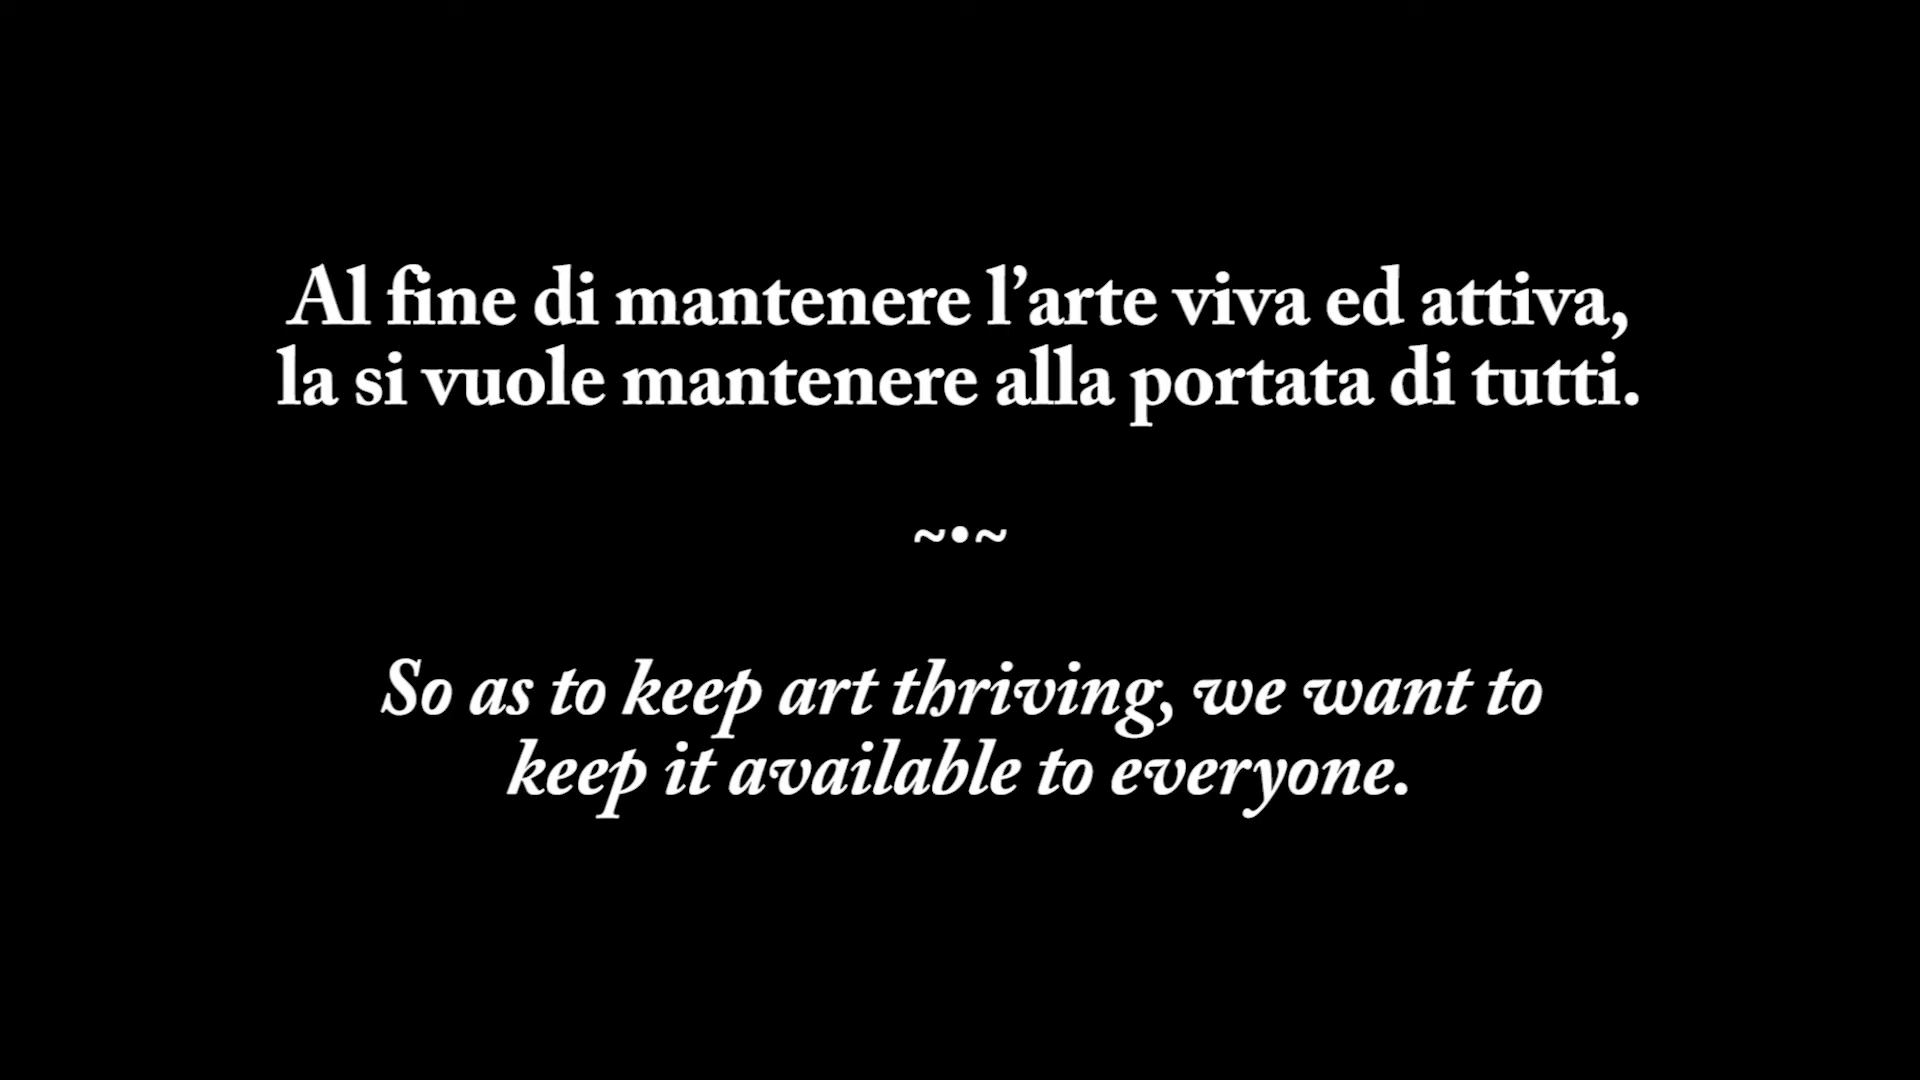 Al fine di mantenere l’arte viva ed attiva,
la si vuole mantenere alla portata di tutti.
~•~
So as to keep art thriving, we want to
keep it available to everyone.